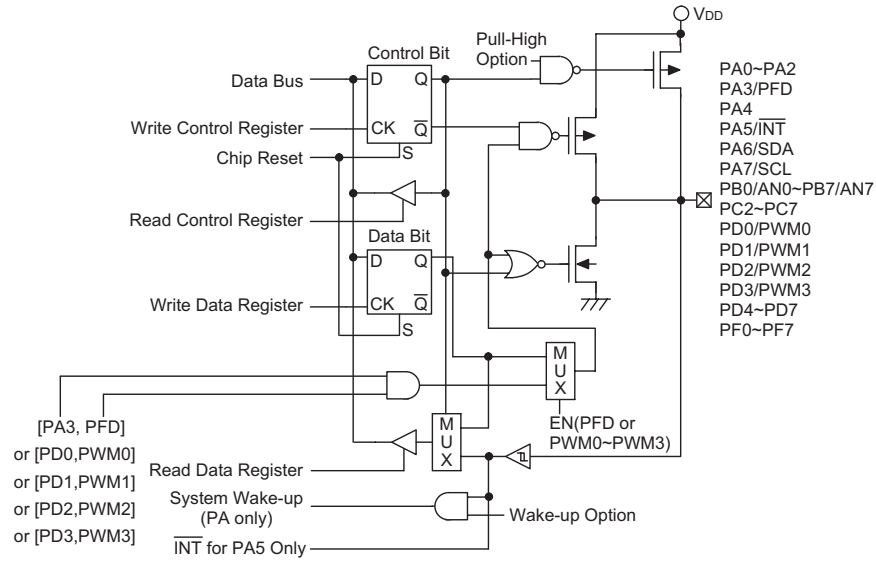 VDD
Control Bit
Pull-High
Option
Data Bus
D
Q
Write Control Register
CK
Q̅
Chip Reset
S
Read Control Register
Data Bit
D
Q
Write Data Register
CK
Q̅
S
PA0~PA2
PA3/PFD
PA4
PA5/I̅N̅T̅
PA6/SDA
PA7/SCL
PB0/AN0~PB7/AN7
PC2~PC7
PD0/PWM0
PD1/PWM1
PD2/PWM2
PD3/PWM3
PD4~PD7
PF0~PF7
M
U
X
EN(PFD or
PWM0~PWM3)
[PA3, PFD]
or [PD0,PWM0]
or [PD1,PWM1]
or [PD2,PWM2]
or [PD3,PWM3]
M
U
X
Read Data Register
System Wake-up
(PA only)
Wake-up Option
I̅N̅T̅ for PA5 Only